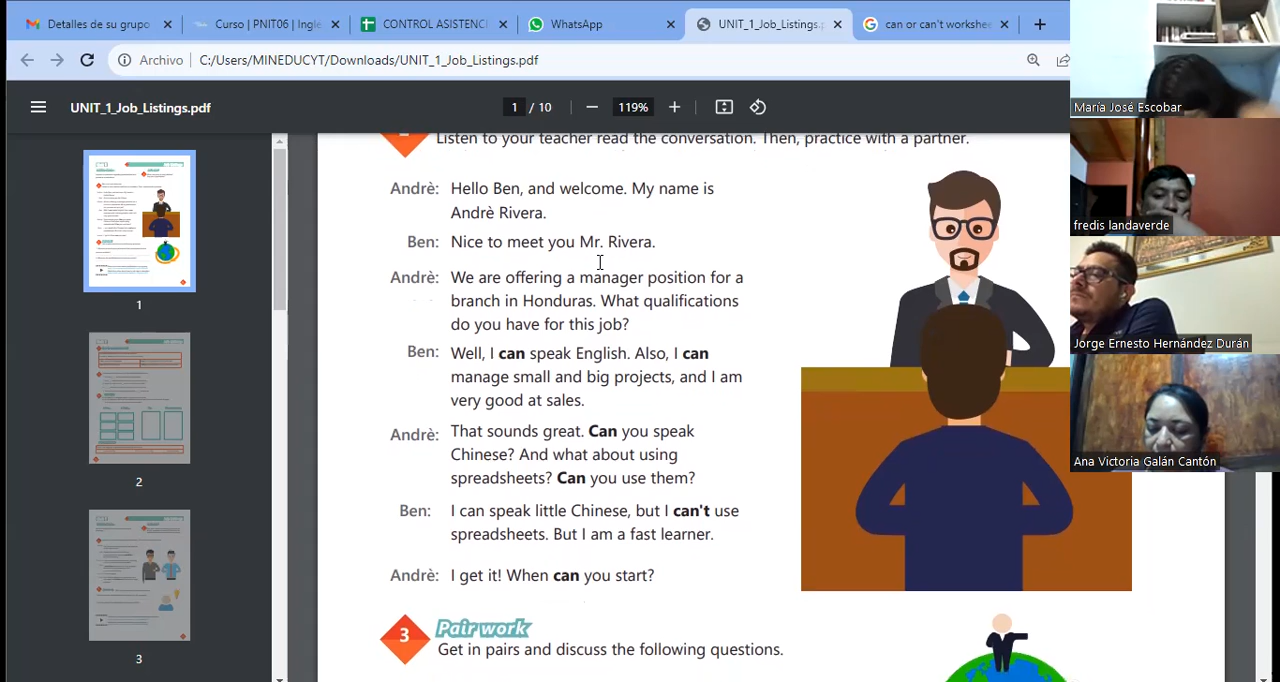 Detalles de su grupo
Curso | PNIT06 | Ingle
CONTROL ASISTENC
WhatsApp
UNIT_1_Job_Listings.p
can or can't workshee
Archivo
C:/Users/MINEDUCYT/Downloads/UNIT_1_Job_Listings.pdf
UNIT_1_Job_Listings.pdf
1 / 10
119%
Listen to your teacher read the conversation. Then, practice with a partner.
Andrè: Hello Ben, and welcome. My name is
Andrè Rivera.
Ben: Nice to meet you Mr. Rivera.
Andrè: We are offering a manager position for a
branch in Honduras. What qualifications
do you have for this job?
Ben: Well, I can speak English. Also, I can
manage small and big projects, and I am
very good at sales.
Andrè: That sounds great. Can you speak
Chinese? And what about using
spreadsheets? Can you use them?
Ben: I can speak little Chinese, but I can't use
spreadsheets. But I am a fast learner.
Andrè: I get it! When can you start?
3 Pair work
Get in pairs and discuss the following questions.
1
2
3
María José Escobar
fredis landaverde
Jorge Ernesto Hernández Durán
Ana Victoria Galán Cantón